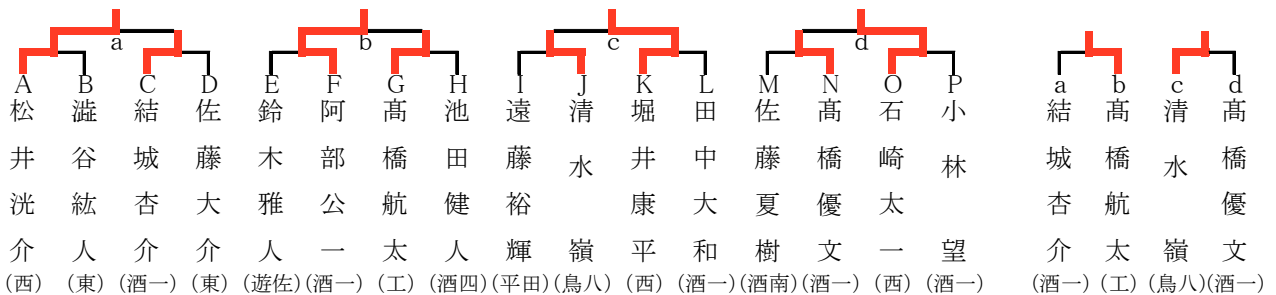 a b c d
A B C D E F G H I J K L M N O P a b c d
松井洸介
澁谷紘人
結城杏介
佐藤大介
鈴木雅人
阿部公一
髙橋航太
池田健人
遠藤裕輝
清水嶺
堀井康平
田中大和
佐藤夏樹
髙橋優文
石崎太一
小林望
結城杏介
髙橋航太
清水嶺
髙橋優文
(西) (東) (酒一) (東) (遊佐) (酒一) (工) (酒四) (平田) (鳥八) (西) (酒一) (酒南) (酒一) (西) (酒一) (酒一) (工) (鳥八) (酒一)